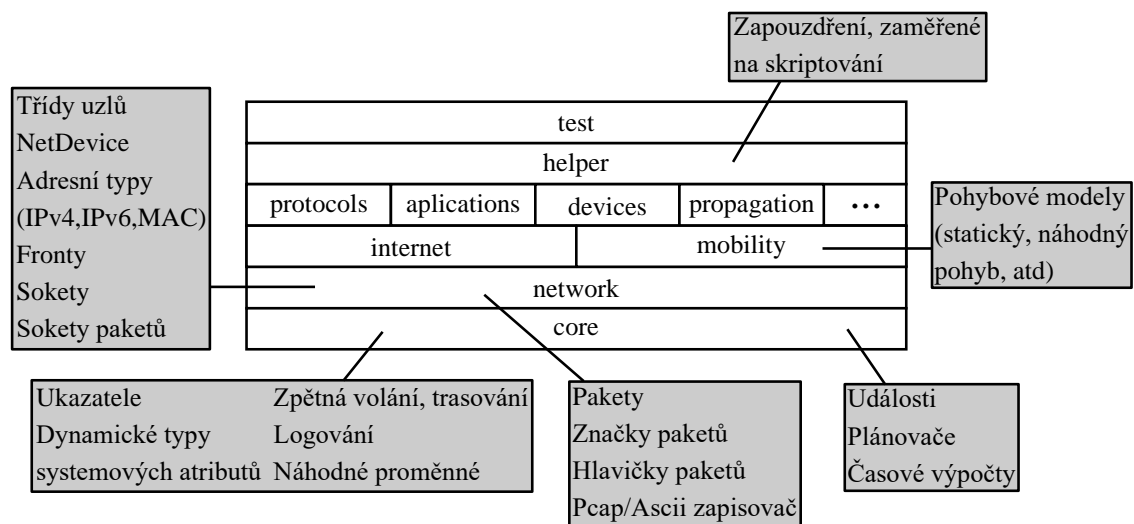 Zapouzdření, zaměřené
na skriptování
Třídy uzlů
NetDevice
Adresní typy
(IPv4,IPv6,MAC)
Fronty
Sokety
Sokety paketů
test
helper
protocols
aplications
devices
propagation
...
internet
mobility
network
core
Pohybové modely
(statický, náhodný
pohyb, atd)
Ukazatele
Dynamické typy
systemových atributů
Zpětná volání, trasování
Logování
Náhodné proměnné
Pakety
Značky paketů
Hlavičky paketů
Pcap/Ascii zapisovač
Události
Plánovače
Časové výpočty